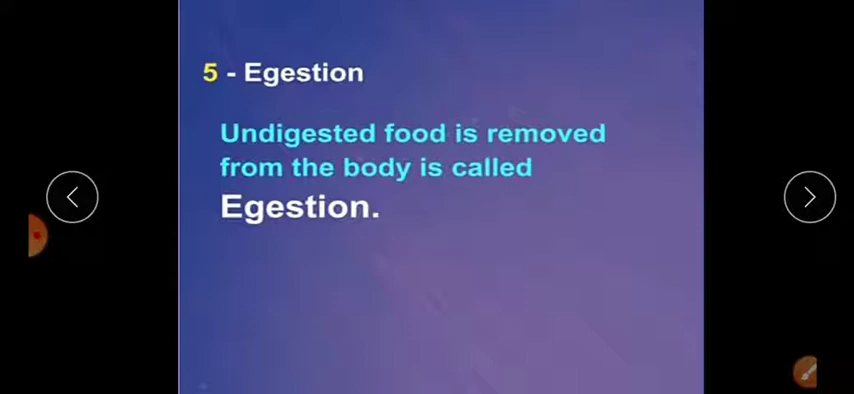 5 - Egestion
Undigested food is removed
from the body is called
Egestion.